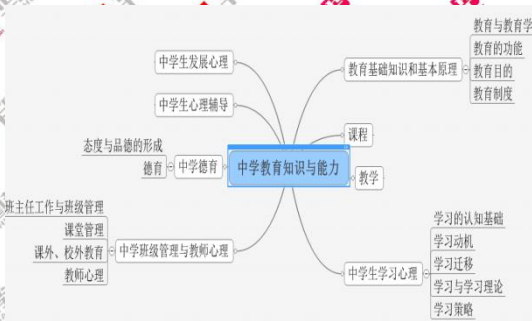 教育与教育学
教育的功能
教育目的
教育制度
教育基础知识和基本原理
中学生发展心理
中学生心理辅导
课程
态度与品德的形成
德育
中学德育
中学教育知识与能力
教学
班主任工作与班级管理
课堂管理
课外、校外教育
教师心理
中学班级管理与教师心理
中学生学习心理
学习的认知基础
学习动机
学习迁移
学习与学习理论
学习策略